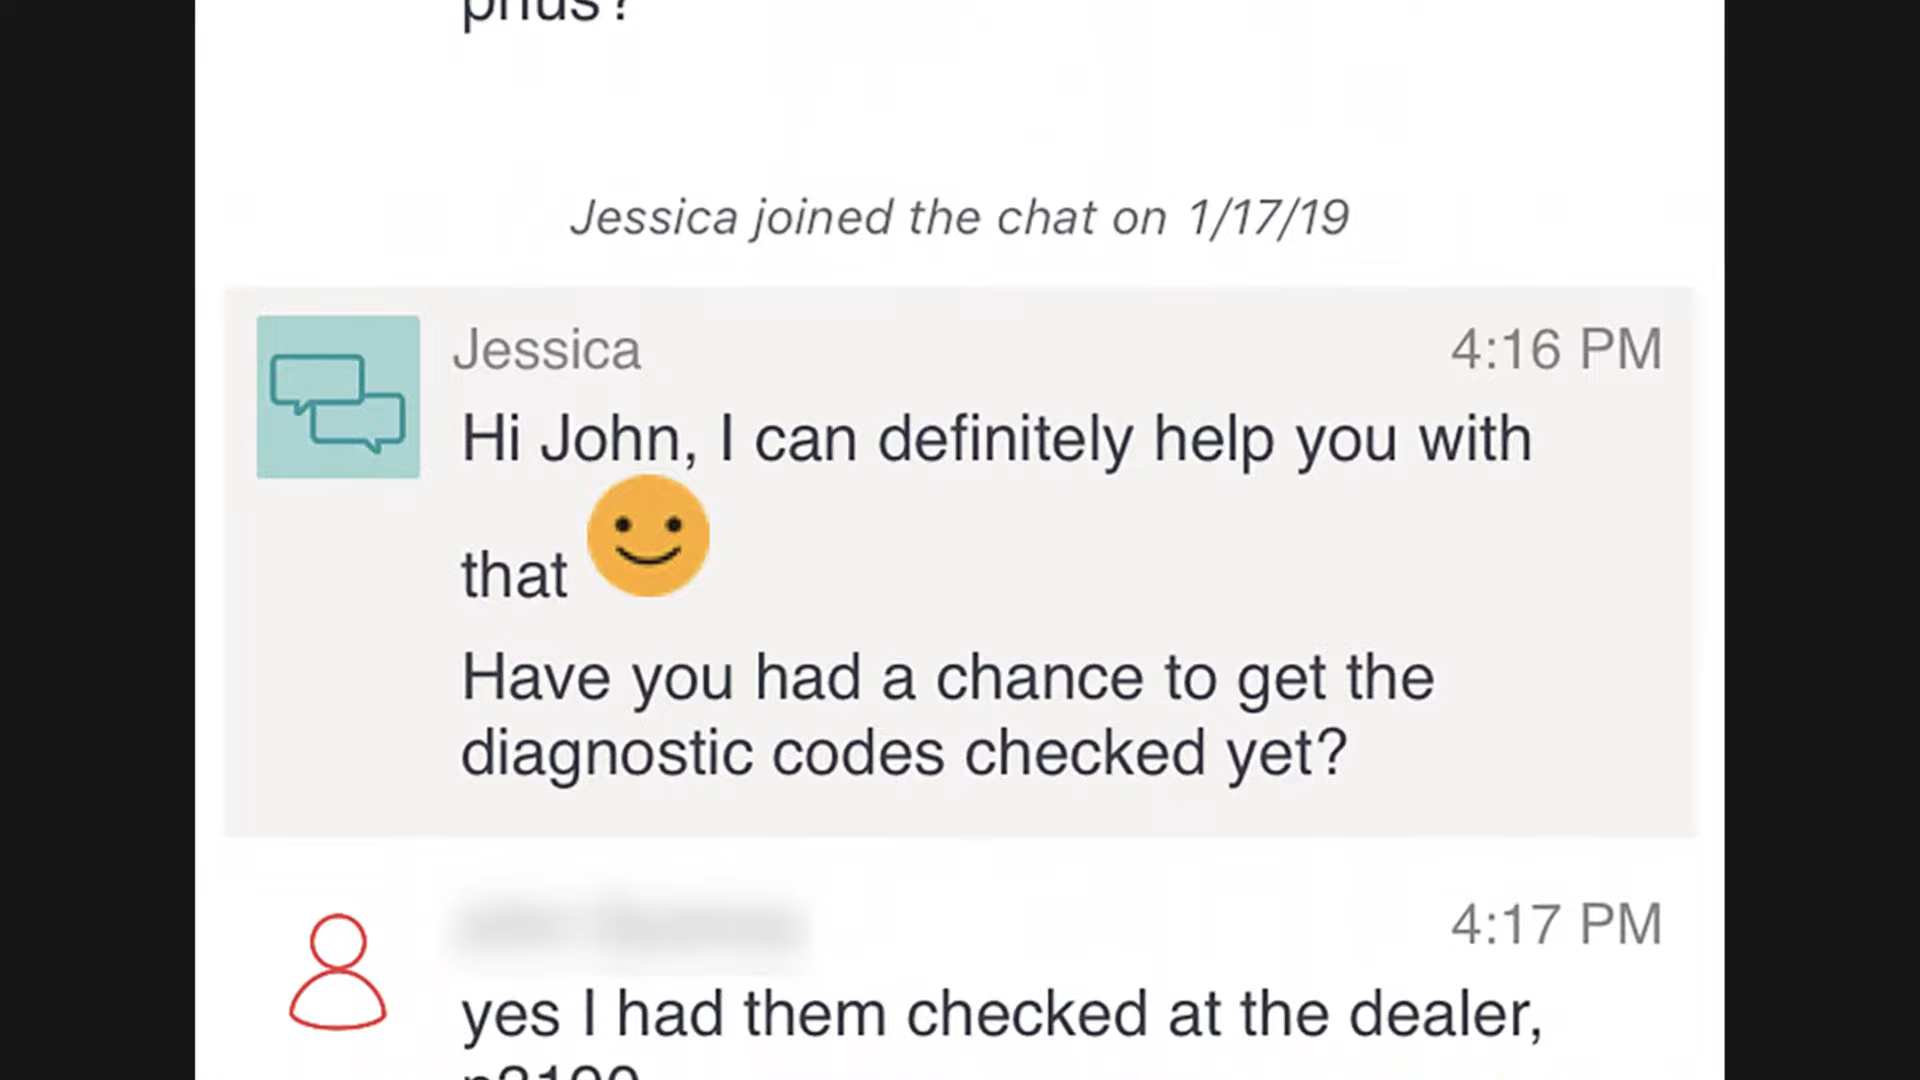 prius?
Jessica joined the chat on 1/17/19
Jessica 4:16 PM
Hi John, I can definitely help you with
that
Have you had a chance to get the
diagnostic codes checked yet?
4:17 PM
yes I had them checked at the dealer,